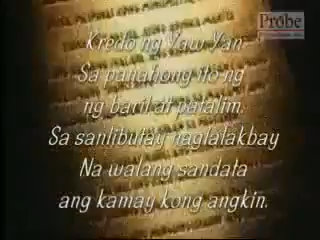 Probe
Kredo ng Yaw Yan
Sa panahong ito ng
ng baril at patalim.
Sa sanlibutay naglalakbay
Na walang sandata
ang kamay kong angkin.